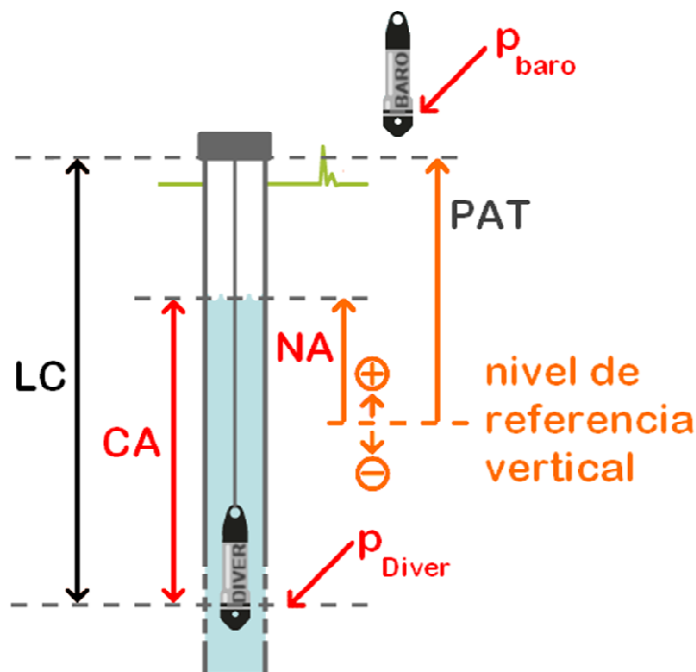 p
baro
BARO
PAT
NA
LC
CA
nivel de
referencia
vertical
+
−
p
Diver
DIVER